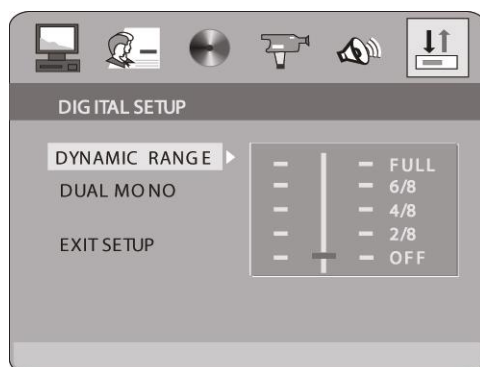 DIGITAL SETUP
DYNAMIC RANGE
DUAL MONO
EXIT SETUP
FULL
6/8
4/8
2/8
OFF